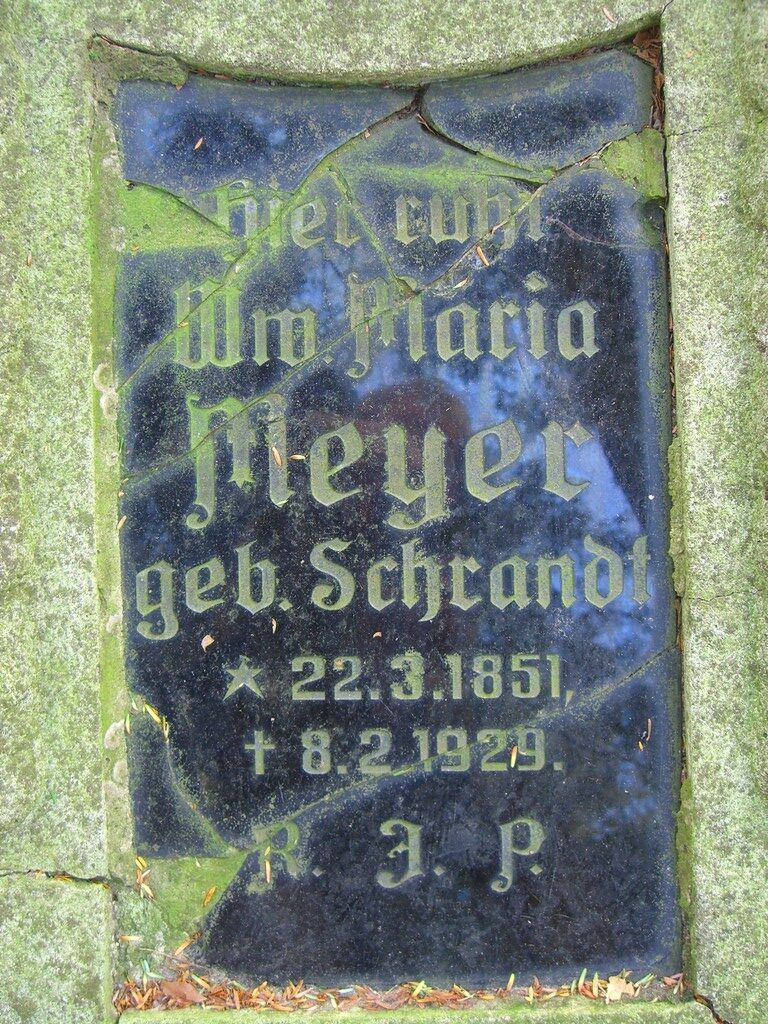 Hier ruht
Ww. Maria
Meyer
geb. Schrandt
★ 22.3.1851,
† 8.2.1929.
R. J. P.